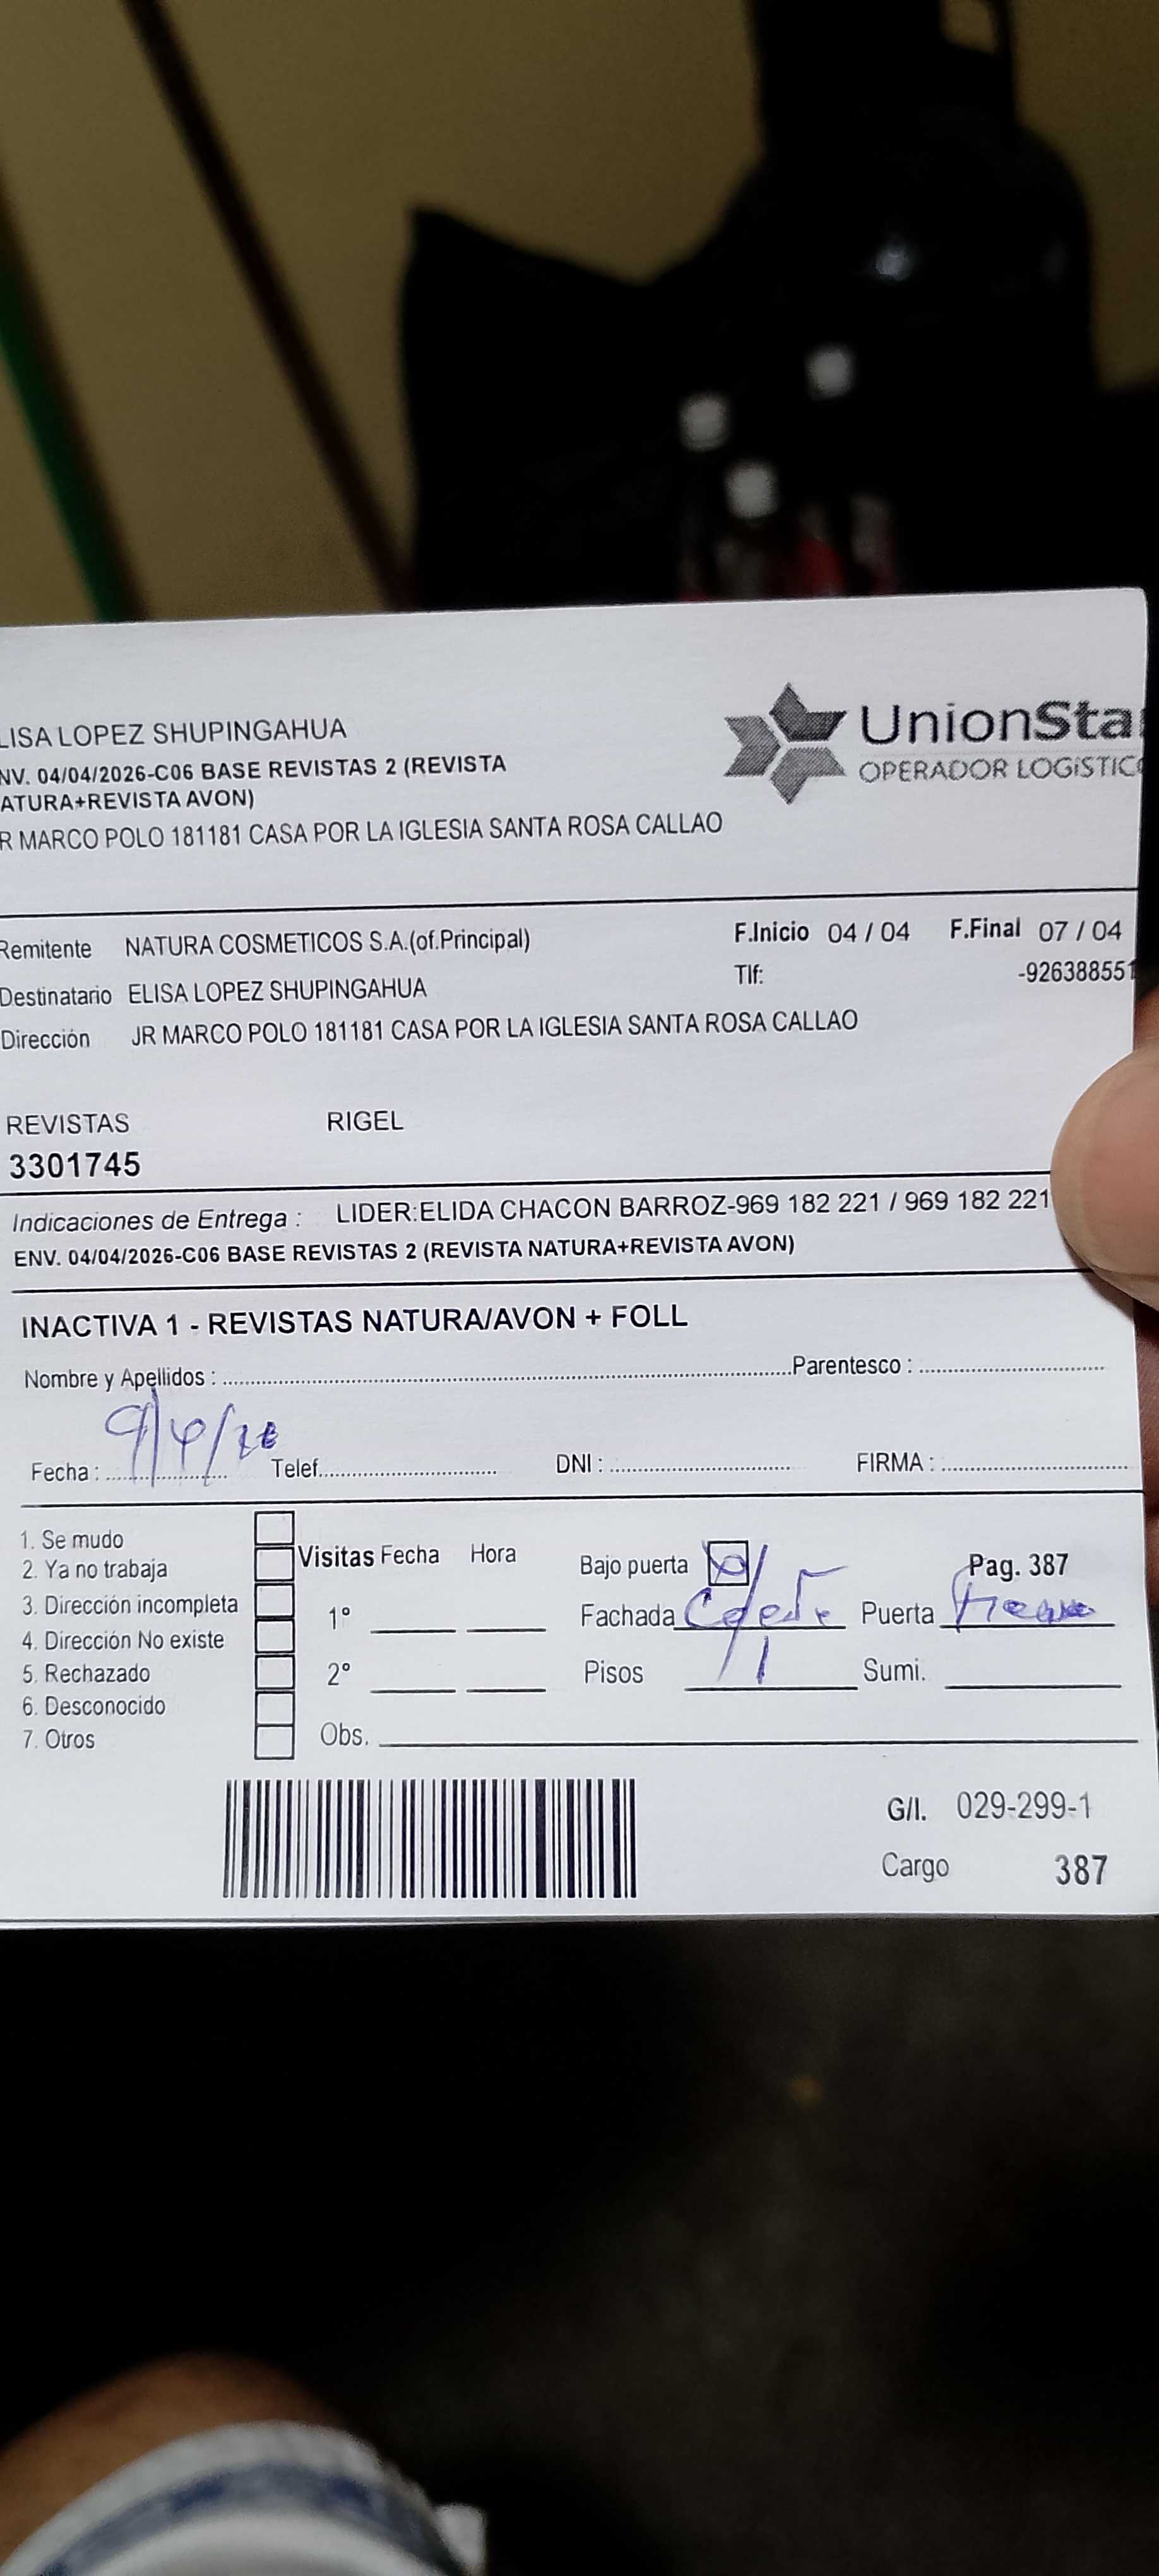 LISA LOPEZ SHUPINGAHUA
NV. 04/04/2026-C06 BASE REVISTAS 2 (REVISTA
ATURA+REVISTA AVON)
R MARCO POLO 181181 CASA POR LA IGLESIA SANTA ROSA CALLAO
UnionSta
OPERADOR LOGÍSTIC
Remitente NATURA COSMETICOS S.A.(of.Principal)
F.Inicio 04 / 04 F.Final 07 / 04
Destinatario ELISA LOPEZ SHUPINGAHUA
Tlf: -926388551
Dirección JR MARCO POLO 181181 CASA POR LA IGLESIA SANTA ROSA CALLAO
REVISTAS RIGEL
3301745
Indicaciones de Entrega : LIDER:ELIDA CHACON BARROZ-969 182 221 / 969 182 221
ENV. 04/04/2026-C06 BASE REVISTAS 2 (REVISTA NATURA+REVISTA AVON)
INACTIVA 1 - REVISTAS NATURA/AVON + FOLL
Nombre y Apellidos : Parentesco :
Fecha : 9/4/26 Telef. DNI : FIRMA :
1. Se mudo
2. Ya no trabaja
3. Dirección incompleta
4. Dirección No existe
5. Rechazado
6. Desconocido
7. Otros
Visitas Fecha Hora
1°
2°
Obs.
Bajo puerta Pag. 387
Fachada Puerta
Pisos 1 Sumi.
G/I. 029-299-1
Cargo 387